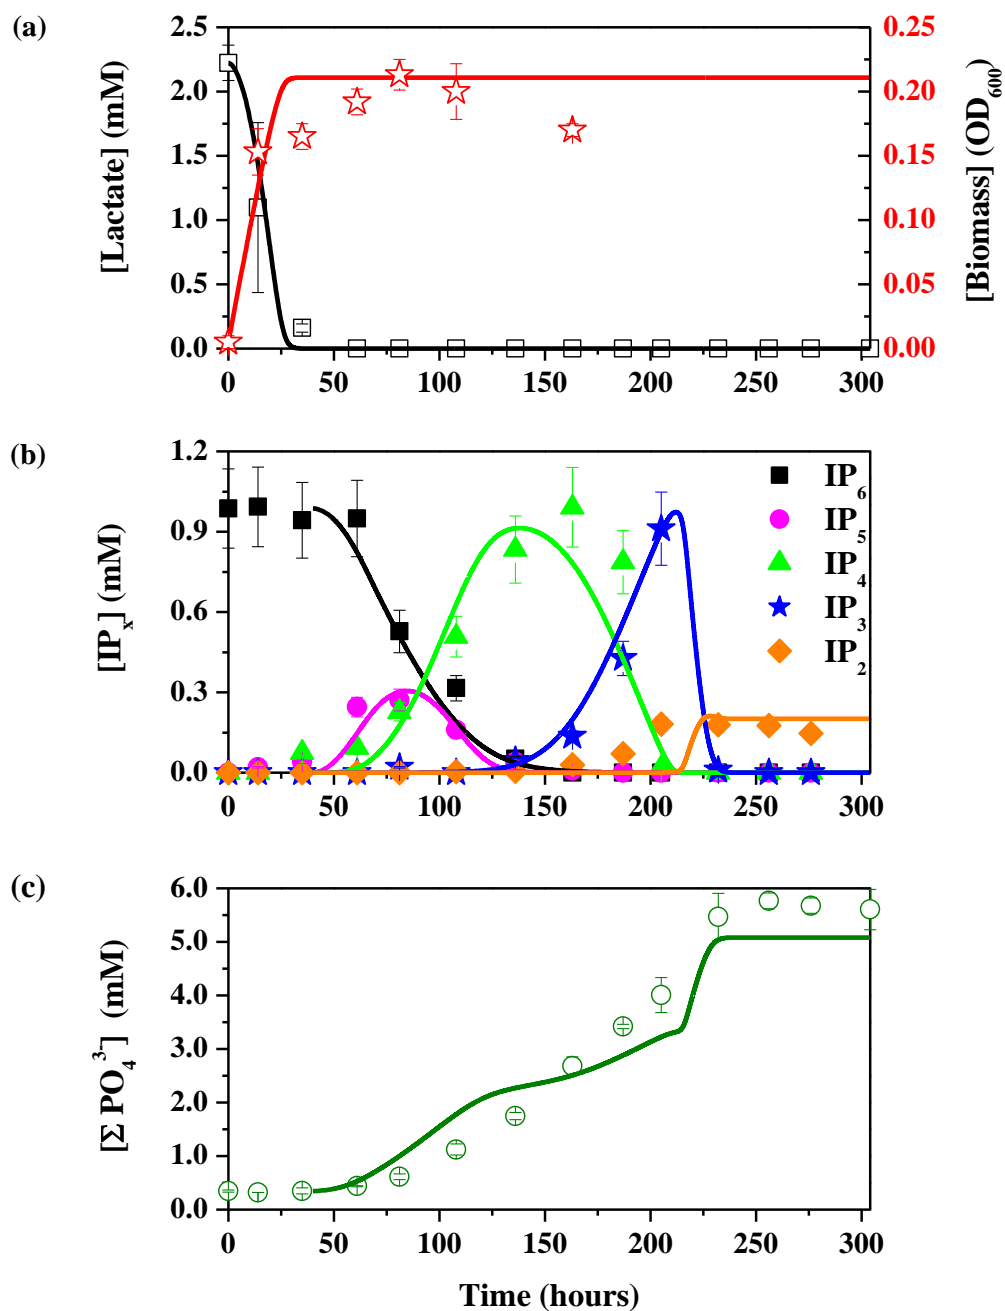 (a)
[Lactate] (mM)
2.5
2.0
1.5
1.0
0.5
0.0
0.25
0.20
0.15
0.10
0.05
0.00
[Biomass] (OD600)
0 50 100 150 200 250 300
(b)
[IPx] (mM)
1.2
0.9
0.6
0.3
0.0
IP6
IP5
IP4
IP3
IP2
0 50 100 150 200 250 300
(c)
[Σ PO4^3-] (mM)
6.0
5.0
4.0
3.0
2.0
1.0
0.0
0 50 100 150 200 250 300
Time (hours)